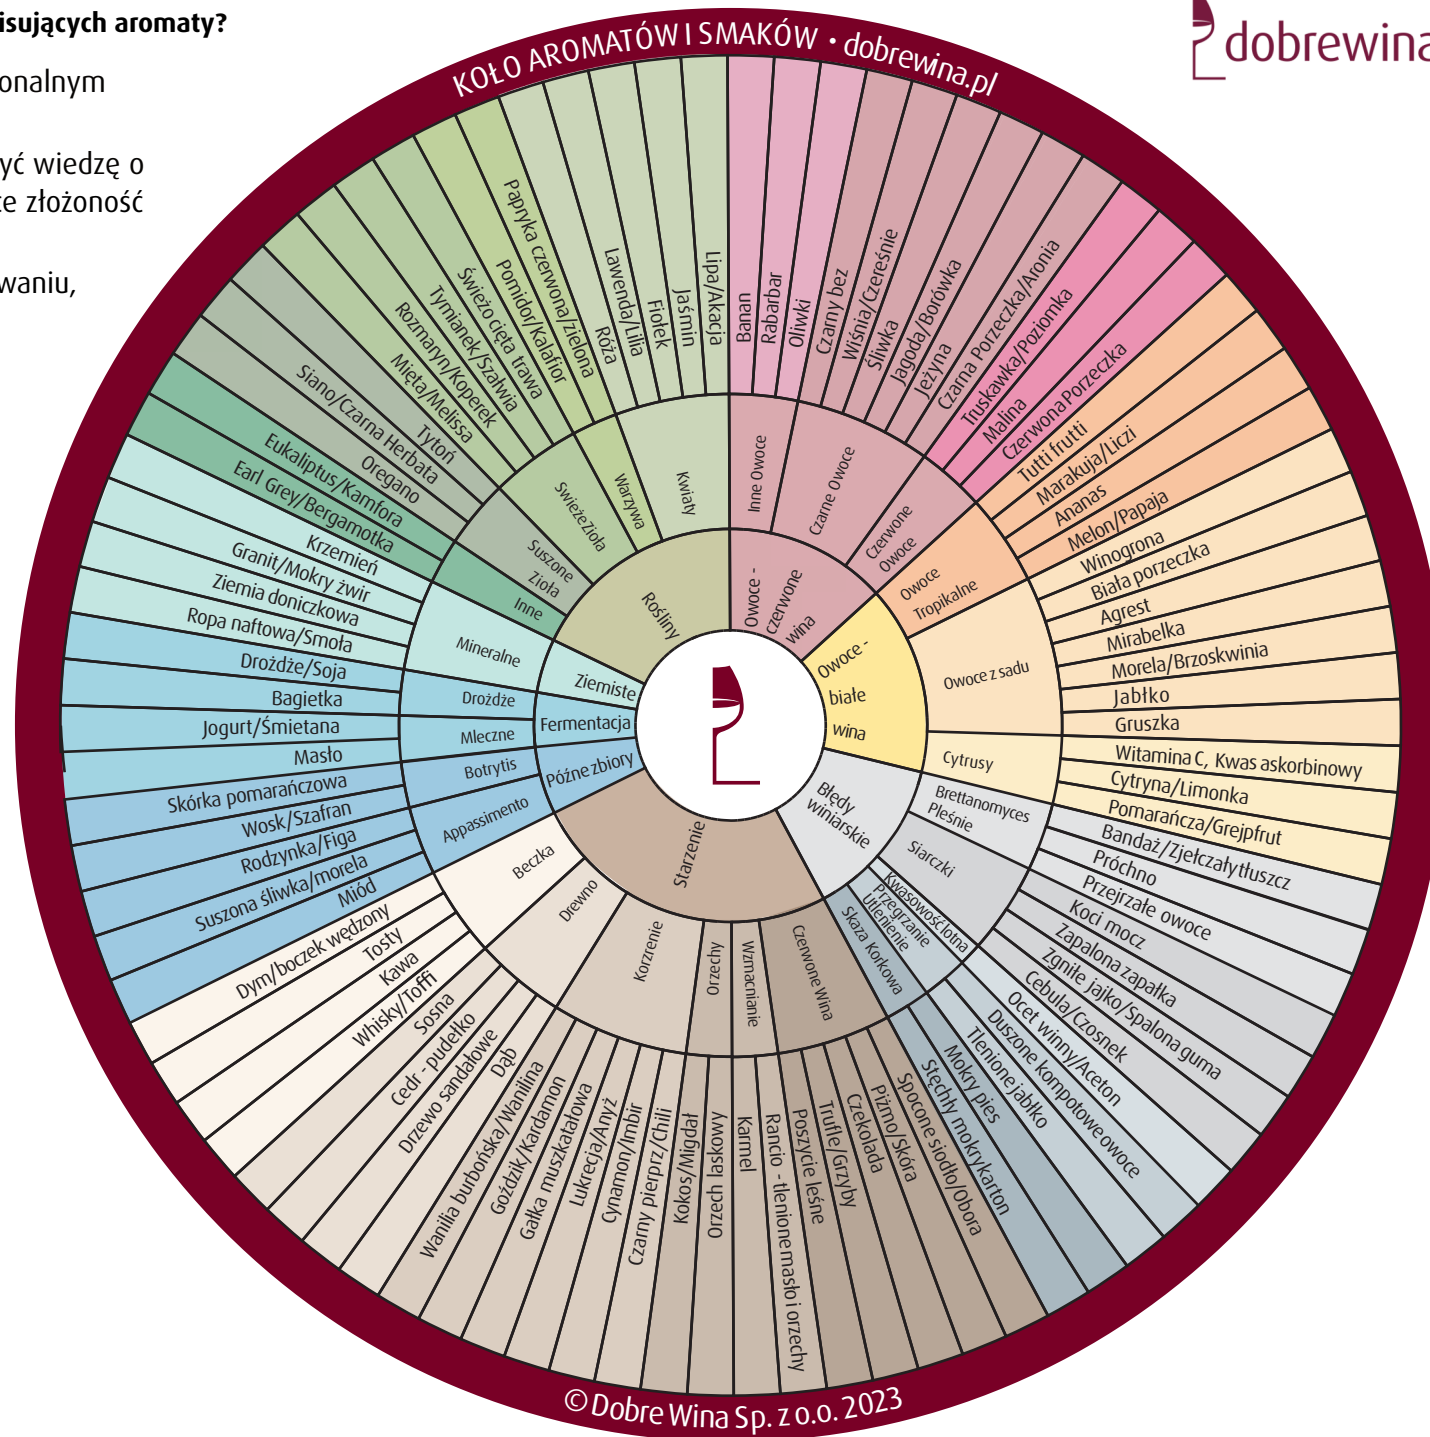 isujących aromaty?
onalnym
yć wiedzę o
ce złożoność
waniu,
dobrewina
KOŁO AROMATÓW I SMAKÓW • dobrewina.pl
Owoce -
czerwone
wina
Owoce -
białe
wina
Błędy
winiarskie
Starzenie
Późne zbiory
Fermentacja
Ziemiste
Rośliny
Inne Owoce
Czarne Owoce
Czerwone
Owoce
Owoce
Tropikalne
Owoce z sadu
Cytrusy
Brettanomyces
Pleśnie
Siarczki
Kwasowość lotna
Przegrzanie
Utlenienie
Skaza Korkowa
Czerwone Wina
Wzmacnianie
Orzechy
Korzenie
Drewno
Beczka
Appassimento
Botrytis
Mleczne
Drożdże
Mineralne
Inne
Suszone
Zioła
Świeże Zioła
Warzywa
Kwiaty
Banan
Rabarbar
Oliwki
Czarny bez
Wiśnia/Czereśnie
Śliwka
Jagoda/Borówka
Jeżyna
Czarna Porzeczka/Aronia
Truskawka/Poziomka
Malina
Czerwona Porzeczka
Tutti frutti
Marakuja/Liczi
Ananas
Melon/Papaja
Winogrona
Biała porzeczka
Agrest
Mirabelka
Morela/Brzoskwinia
Jabłko
Gruszka
Witamina C, Kwas askorbinowy
Cytryna/Limonka
Pomarańcza/Grejpfrut
Bandaż/Zjełczały tłuszcz
Próchno
Przejrzałe owoce
Koci mocz
Zapalona zapałka
Zgniłe jajko/Spalona guma
Cebula/Czosnek
Ocet winny/Aceton
Duszone kompotowe owoce
Tlenione jabłko
Mokry pies
Stęchły mokry karton
Spocone siodło/Obora
Piżmo/Skóra
Czekolada
Trufle/Grzyby
Poszycie leśne
Rancio - tlenione masło i orzechy
Karmel
Orzech laskowy
Kokos/Migdał
Czarny pierprz/Chili
Cynamon/Imbir
Lukrecja/Anyż
Gałka muszkatałowa
Goździk/Kardamon
Wanilia burbońska/Wanilina
Dąb
Drzewo sandałowe
Cedr - pudełko
Sosna
Whisky/Toffi
Kawa
Tosty
Dym/boczek wędzony
Miód
Suszona śliwka/morela
Rodzynka/Figa
Wosk/Szafran
Skórka pomarańczowa
Masło
Jogurt/Śmietana
Bagietka
Drożdże/Soja
Ropa naftowa/Smoła
Ziemia doniczkowa
Granit/Mokry żwir
Krzemień
Earl Grey/Bergamotka
Eukaliptus/Kamfora
Oregano
Siano/Czarna Herbata
Tytoń
Mięta/Melissa
Rozmaryn/Koperek
Tymianek/Szałwia
Świeżo cięta trawa
Pomidor/Kalafior
Papryka czerwona/zielona
Róża
Lawenda/Lilia
Fiołek
Jaśmin
Lipa/Akacja
© Dobre Wina Sp. z o.o. 2023